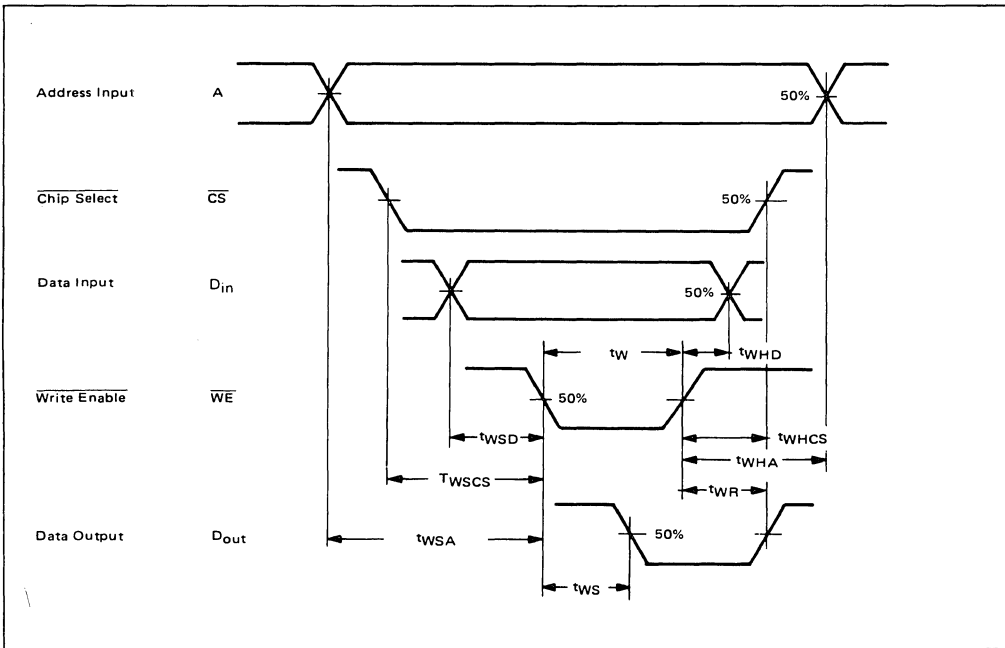 Address Input A 50%
Chip Select CS 50%
Data Input Din 50%
tW tWHD
Write Enable WE 50%
tWSD tWHCS
tWHA
TWSCS tWR
Data Output Dout tWSA 50%
tWS